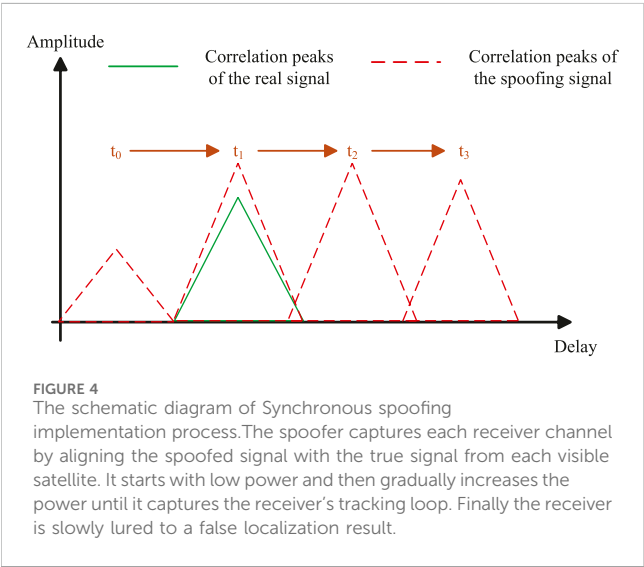 Amplitude
Correlation peaks
of the real signal
Correlation peaks of
the spoofing signal
t0 t1 t2 t3
Delay
FIGURE 4
The schematic diagram of Synchronous spoofing
implementation process.The spoofer captures each receiver channel
by aligning the spoofed signal with the true signal from each visible
satellite. It starts with low power and then gradually increases the
power until it captures the receiver's tracking loop. Finally the receiver
is slowly lured to a false localization result.